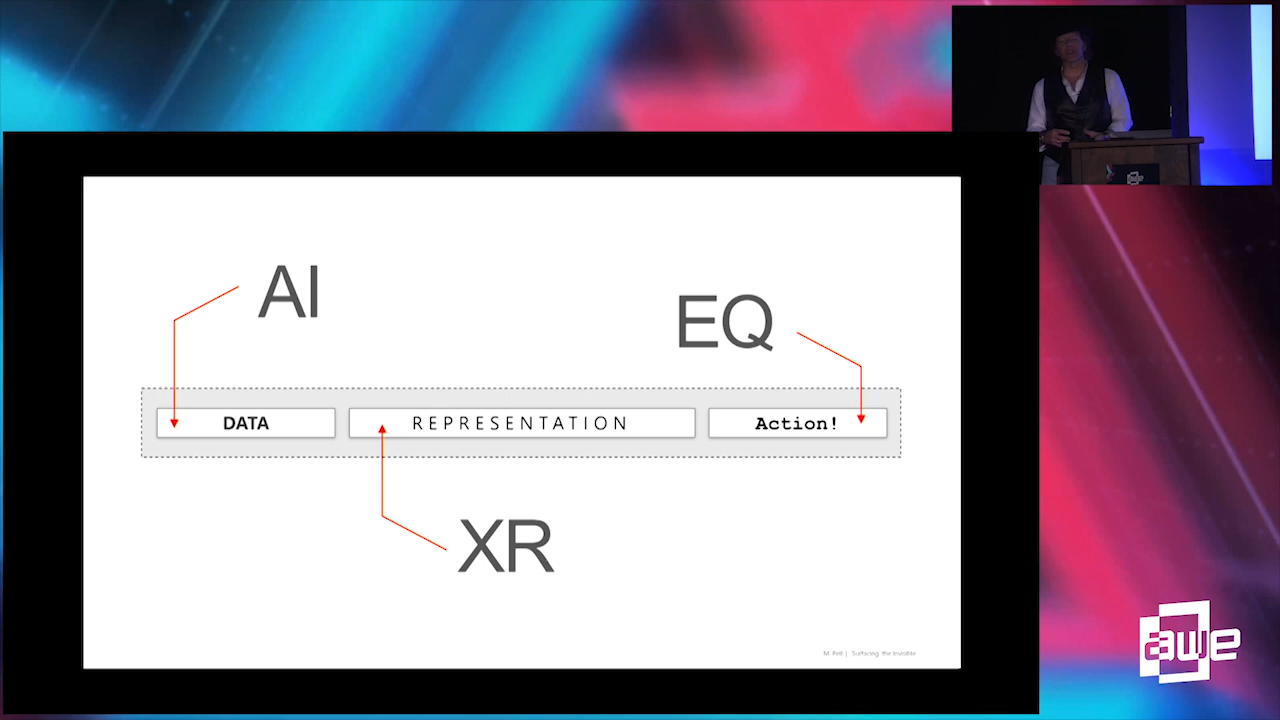 AI
EQ
DATA
REPRESENTATION
Action!
XR
M. Pell | Surfacing the Invisible
awe